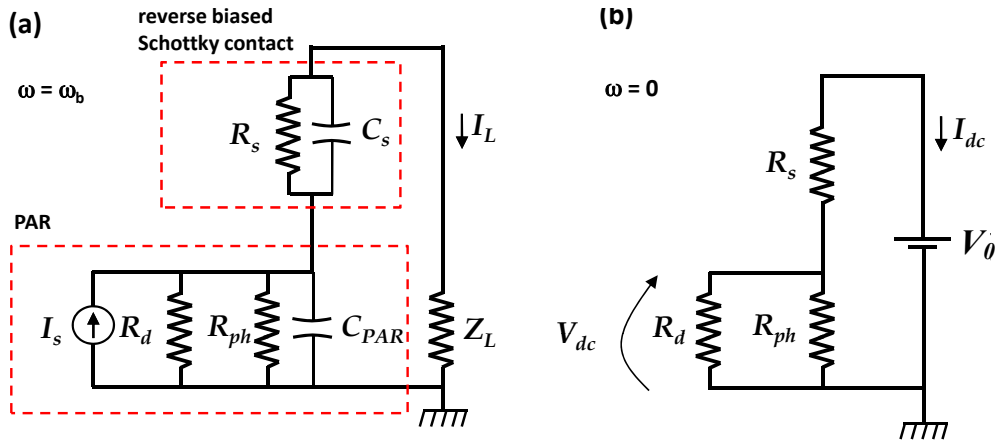 (a)
reverse biased
Schottky contact
ω = ω_b
R_s
C_s
I_L
PAR
I_s
R_d
R_ph
C_PAR
Z_L
(b)
ω = 0
I_dc
R_s
V_0
V_dc
R_d
R_ph